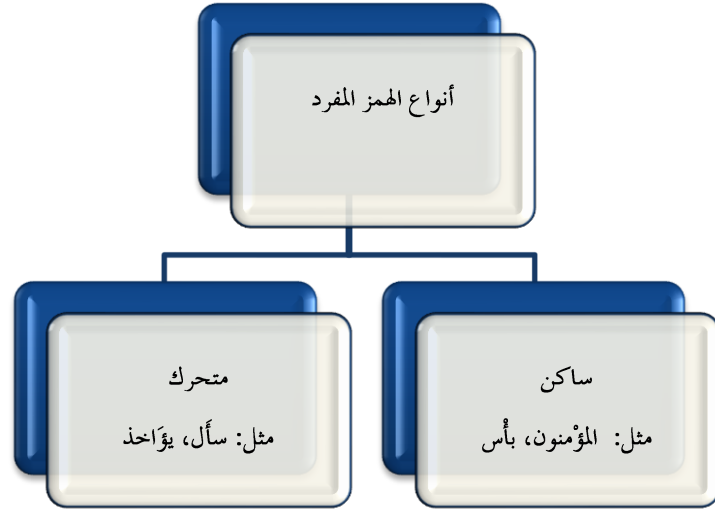 أنواع الهمز المفرد
ساكن
مثل: المؤْمنون، بأْس
متحرك
مثل: سأَل، يؤَاخذ